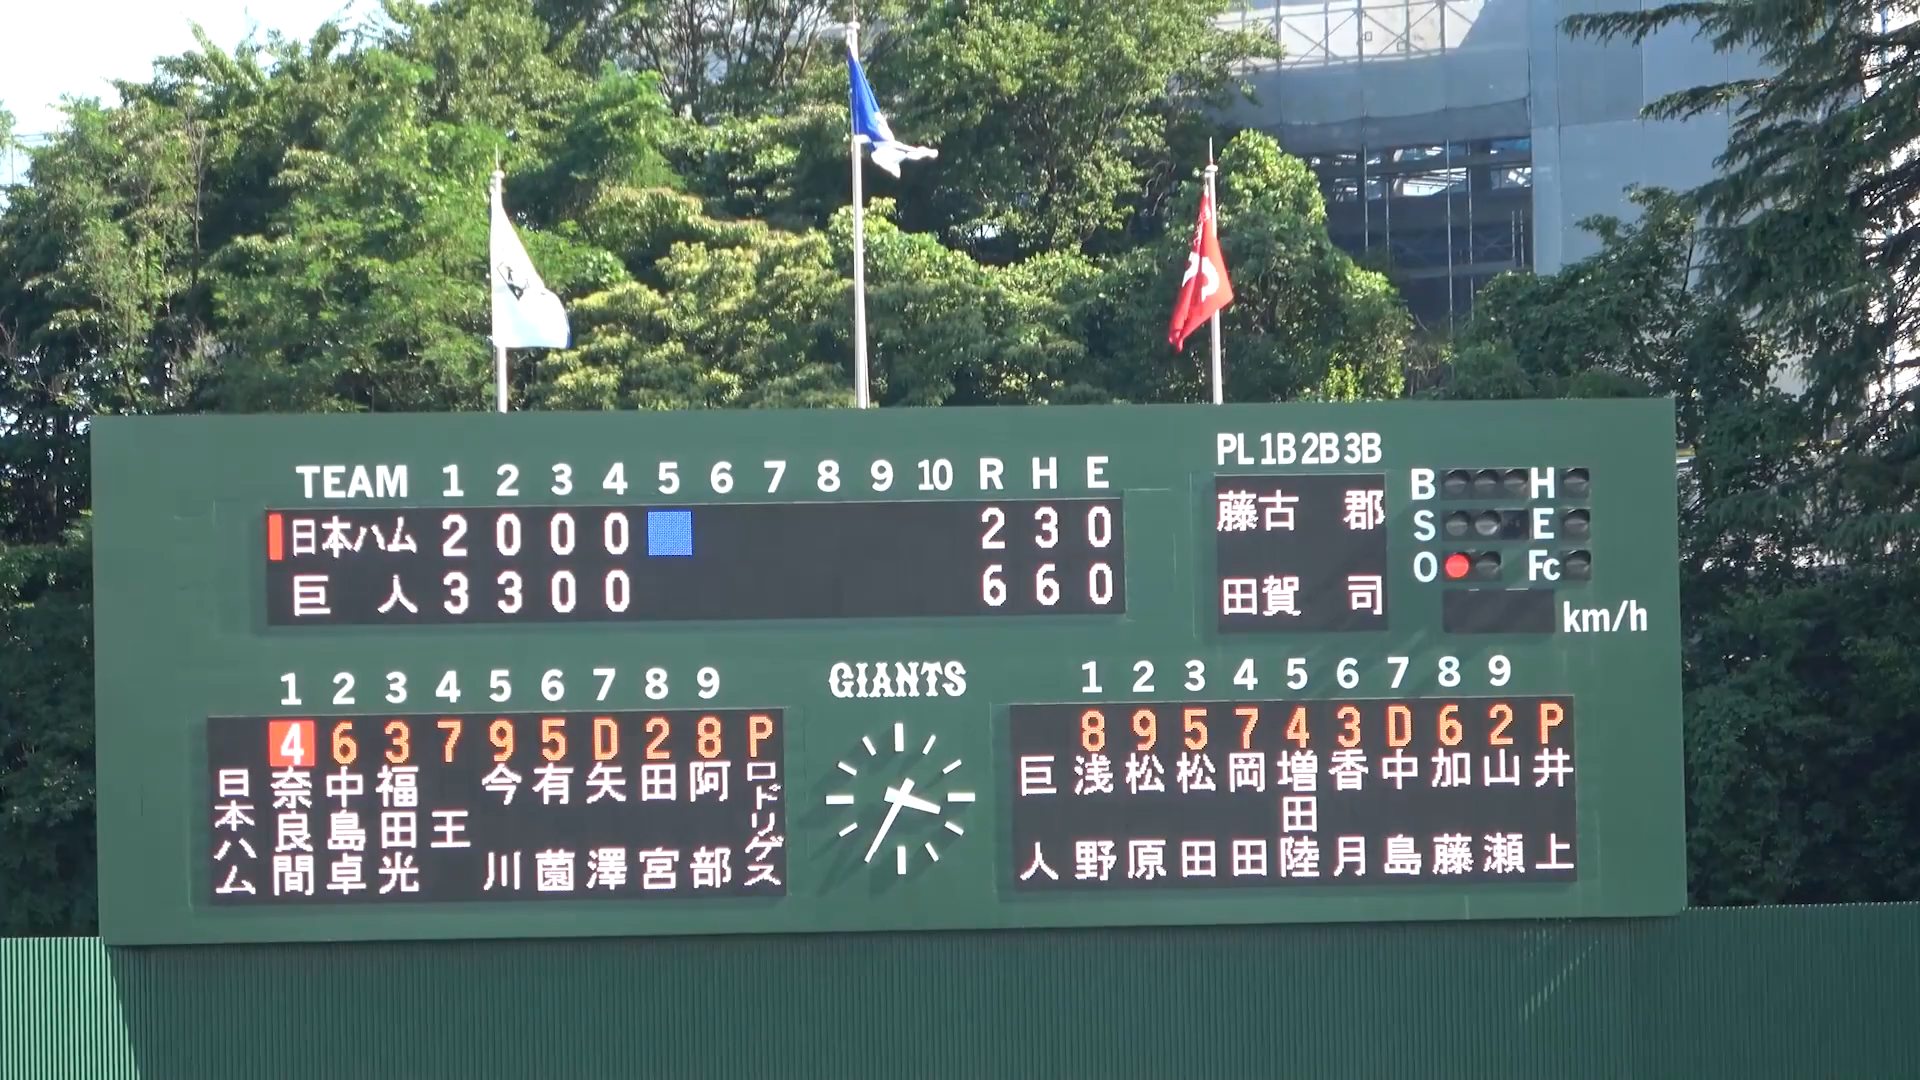 TEAM 1 2 3 4 5 6 7 8 9 10 R H E
日本ハム 2 0 0 0 2 3 0
巨人 3 3 0 0 6 6 0
PL 1B 2B 3B
藤田 古賀 郡司
B H
S E
O Fc
km/h
GIANTS
1 2 3 4 5 6 7 8 9
4 6 3 7 9 5 D 2 8 P
日本ハム 奈良間 中島卓 福田光 王 今川 有薗 矢澤 田宮 阿部 ロドリゲス
1 2 3 4 5 6 7 8 9
8 9 5 7 4 3 D 6 2 P
巨人 浅野 松原 松田 岡田 増田陸 香月 中島 加藤 山瀬 井上